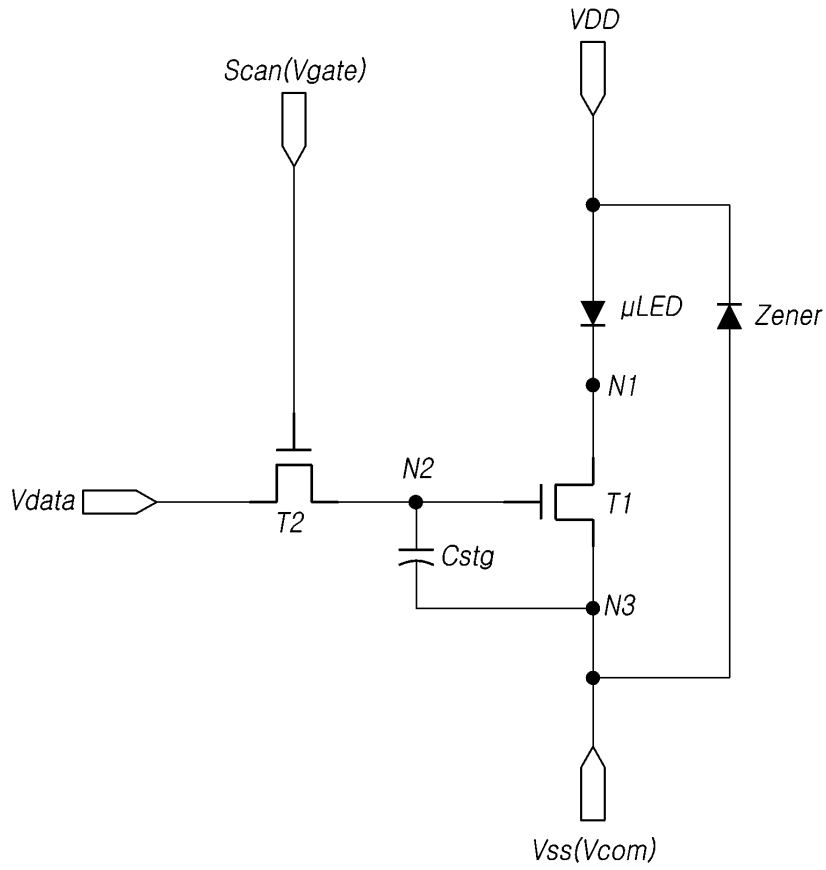 VDD
Scan(Vgate)
μLED
Zener
N1
N2
Vdata
T2
T1
Cstg
N3
Vss(Vcom)